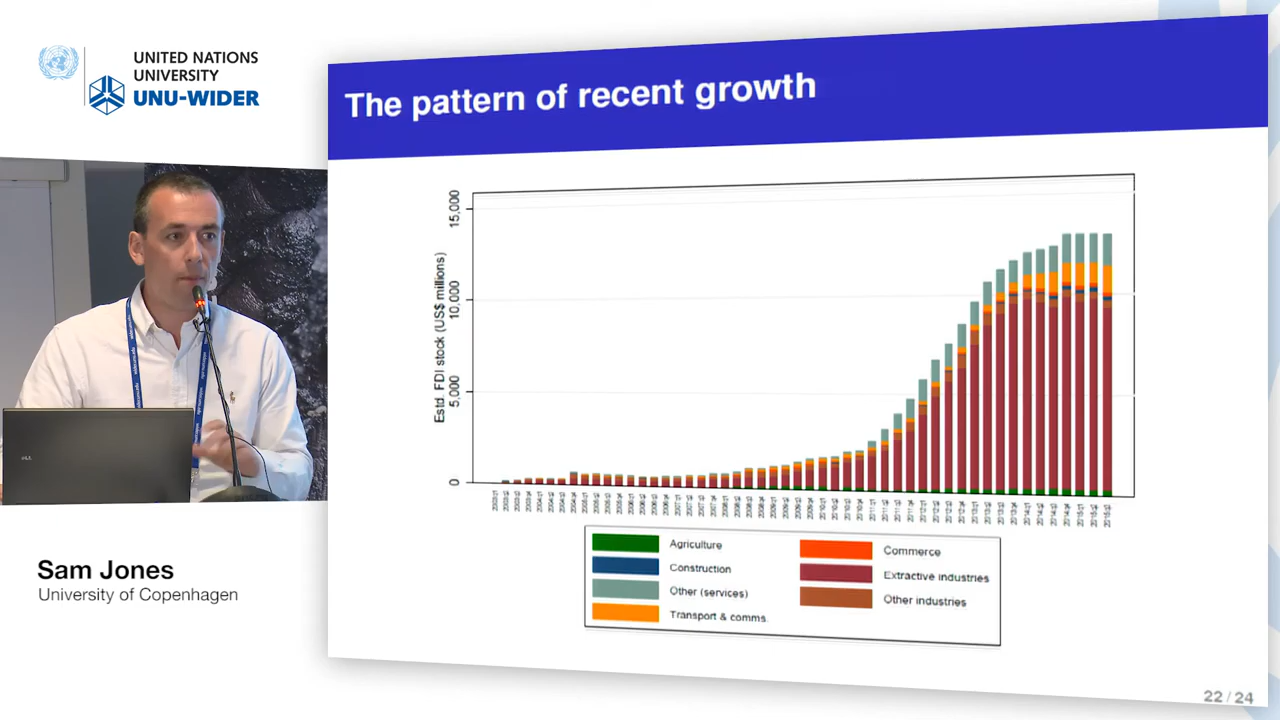 UNITED NATIONS
UNIVERSITY
UNU-WIDER
The pattern of recent growth
Estd. FDI stock (US$ millions)
15,000
10,000
5,000
0
Agriculture
Construction
Other (services)
Transport & comms.
Commerce
Extractive industries
Other industries
Sam Jones
University of Copenhagen
22 / 24